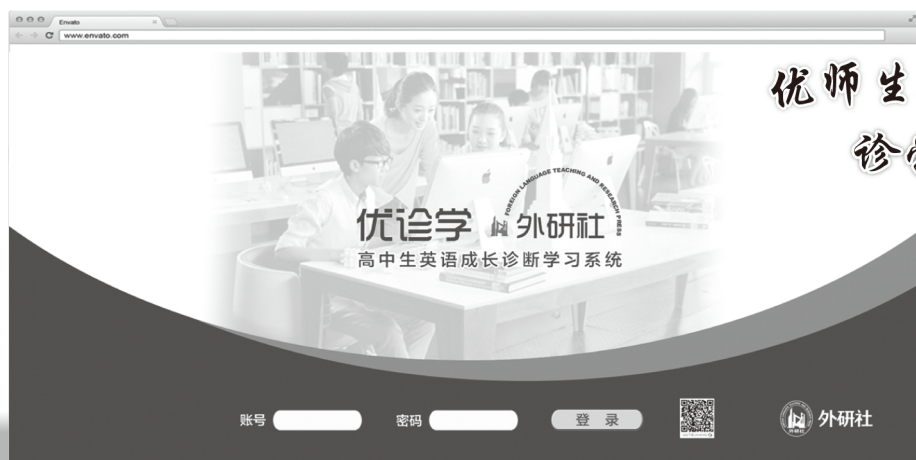 Envato
www.envato.com
优师生
诊
FOREIGN LANGUAGE TEACHING AND RESEARCH PRESS
优诊学 外研社
高中生英语成长诊断学习系统
账号 密码 登 录 外研社